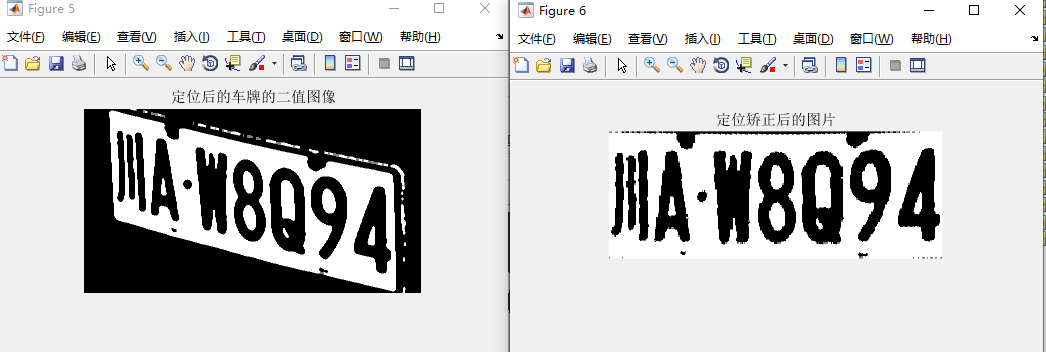 Figure 5
文件(F) 编辑(E) 查看(V) 插入(I) 工具(T) 桌面(D) 窗口(W) 帮助(H)
定位后的车牌的二值图像
川A·W8Q94
Figure 6
文件(F) 编辑(E) 查看(V) 插入(I) 工具(T) 桌面(D) 窗口(W) 帮助(H)
定位矫正后的图片
川A·W8Q94